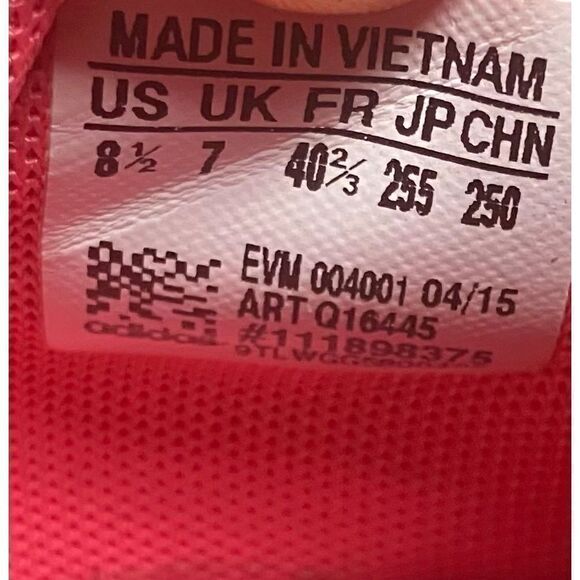 MADE IN VIETNAM
US UK FR JP CHN
8½ 7 40⅔ 255 250
EVM 004001 04/15
ART Q16445
adidas #111898375